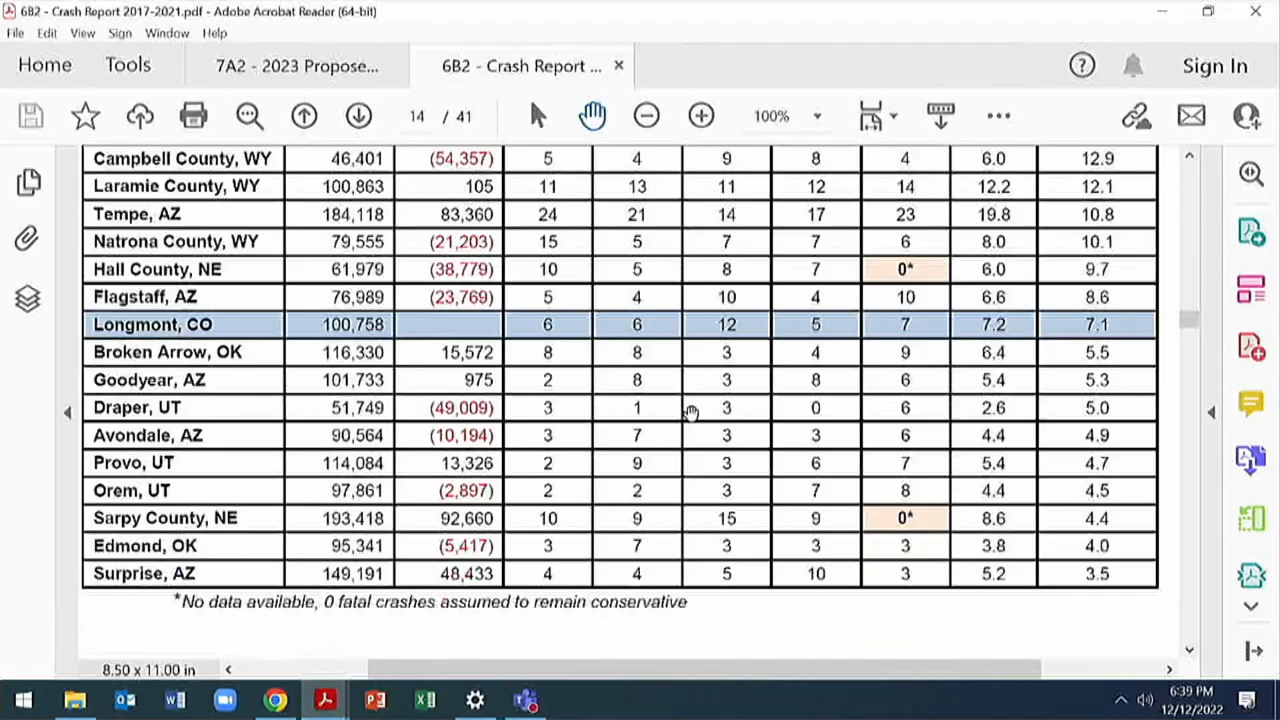 6B2 - Crash Report 2017-2021.pdf - Adobe Acrobat Reader (64-bit)
File Edit View Sign Window Help
Home Tools 7A2 - 2023 Propose... 6B2 - Crash Report ... × Sign In
14 / 41 100%
Campbell County, WY 46,401 (54,357) 5 4 9 8 4 6.0 12.9
Laramie County, WY 100,863 105 11 13 11 12 14 12.2 12.1
Tempe, AZ 184,118 83,360 24 21 14 17 23 19.8 10.8
Natrona County, WY 79,555 (21,203) 15 5 7 7 6 8.0 10.1
Hall County, NE 61,979 (38,779) 10 5 8 7 0* 6.0 9.7
Flagstaff, AZ 76,989 (23,769) 5 4 10 4 10 6.6 8.6
Longmont, CO 100,758 6 6 12 5 7 7.2 7.1
Broken Arrow, OK 116,330 15,572 8 8 3 4 9 6.4 5.5
Goodyear, AZ 101,733 975 2 8 3 8 6 5.4 5.3
Draper, UT 51,749 (49,009) 3 1 3 0 6 2.6 5.0
Avondale, AZ 90,564 (10,194) 3 7 3 3 6 4.4 4.9
Provo, UT 114,084 13,326 2 9 3 6 7 5.4 4.7
Orem, UT 97,861 (2,897) 2 2 3 7 8 4.4 4.5
Sarpy County, NE 193,418 92,660 10 9 15 9 0* 8.6 4.4
Edmond, OK 95,341 (5,417) 3 7 3 3 3 3.8 4.0
Surprise, AZ 149,191 48,433 4 4 5 10 3 5.2 3.5
*No data available, 0 fatal crashes assumed to remain conservative
8.50 x 11.00 in
6:39 PM
12/12/2022